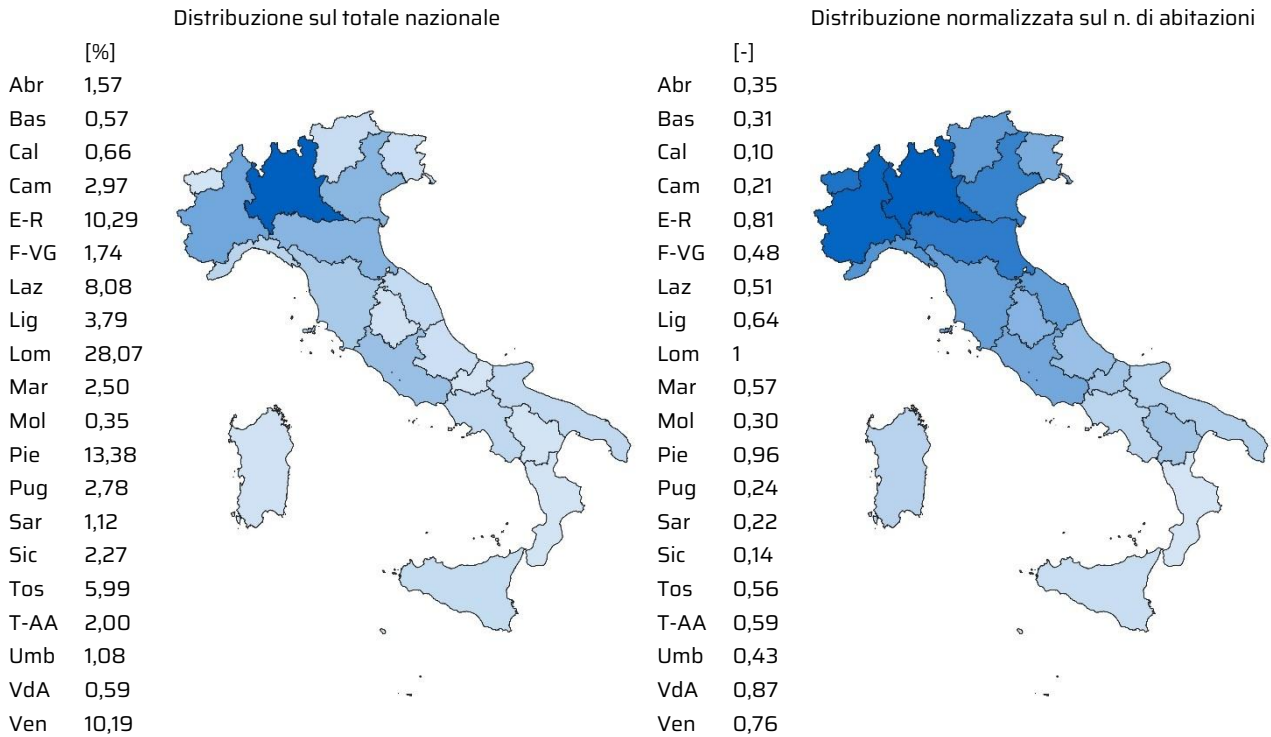 Distribuzione sul totale nazionale
[%]
Abr 1,57
Bas 0,57
Cal 0,66
Cam 2,97
E-R 10,29
F-VG 1,74
Laz 8,08
Lig 3,79
Lom 28,07
Mar 2,50
Mol 0,35
Pie 13,38
Pug 2,78
Sar 1,12
Sic 2,27
Tos 5,99
T-AA 2,00
Umb 1,08
VdA 0,59
Ven 10,19
Distribuzione normalizzata sul n. di abitazioni
[-]
Abr 0,35
Bas 0,31
Cal 0,10
Cam 0,21
E-R 0,81
F-VG 0,48
Laz 0,51
Lig 0,64
Lom 1
Mar 0,57
Mol 0,30
Pie 0,96
Pug 0,24
Sar 0,22
Sic 0,14
Tos 0,56
T-AA 0,59
Umb 0,43
VdA 0,87
Ven 0,76